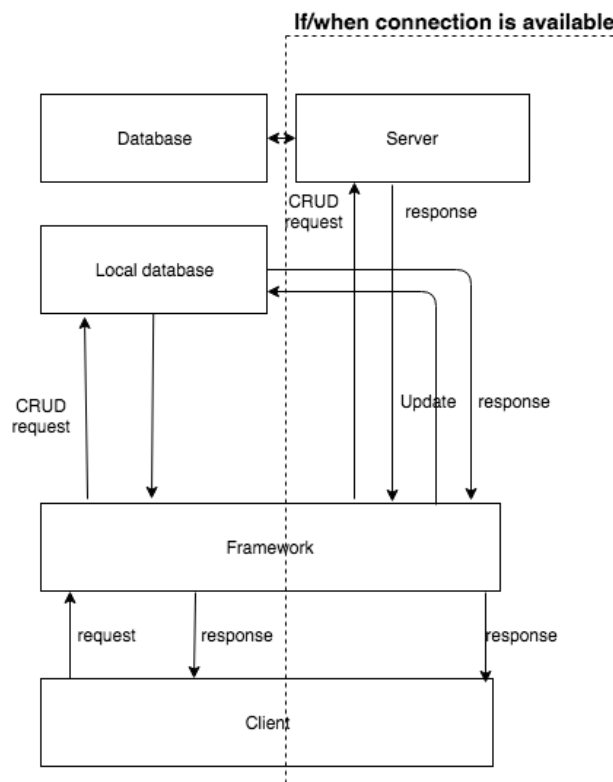 If/when connection is available
Database
Server
CRUD
request
response
Local database
CRUD
request
Update
response
Framework
request
response
response
Client